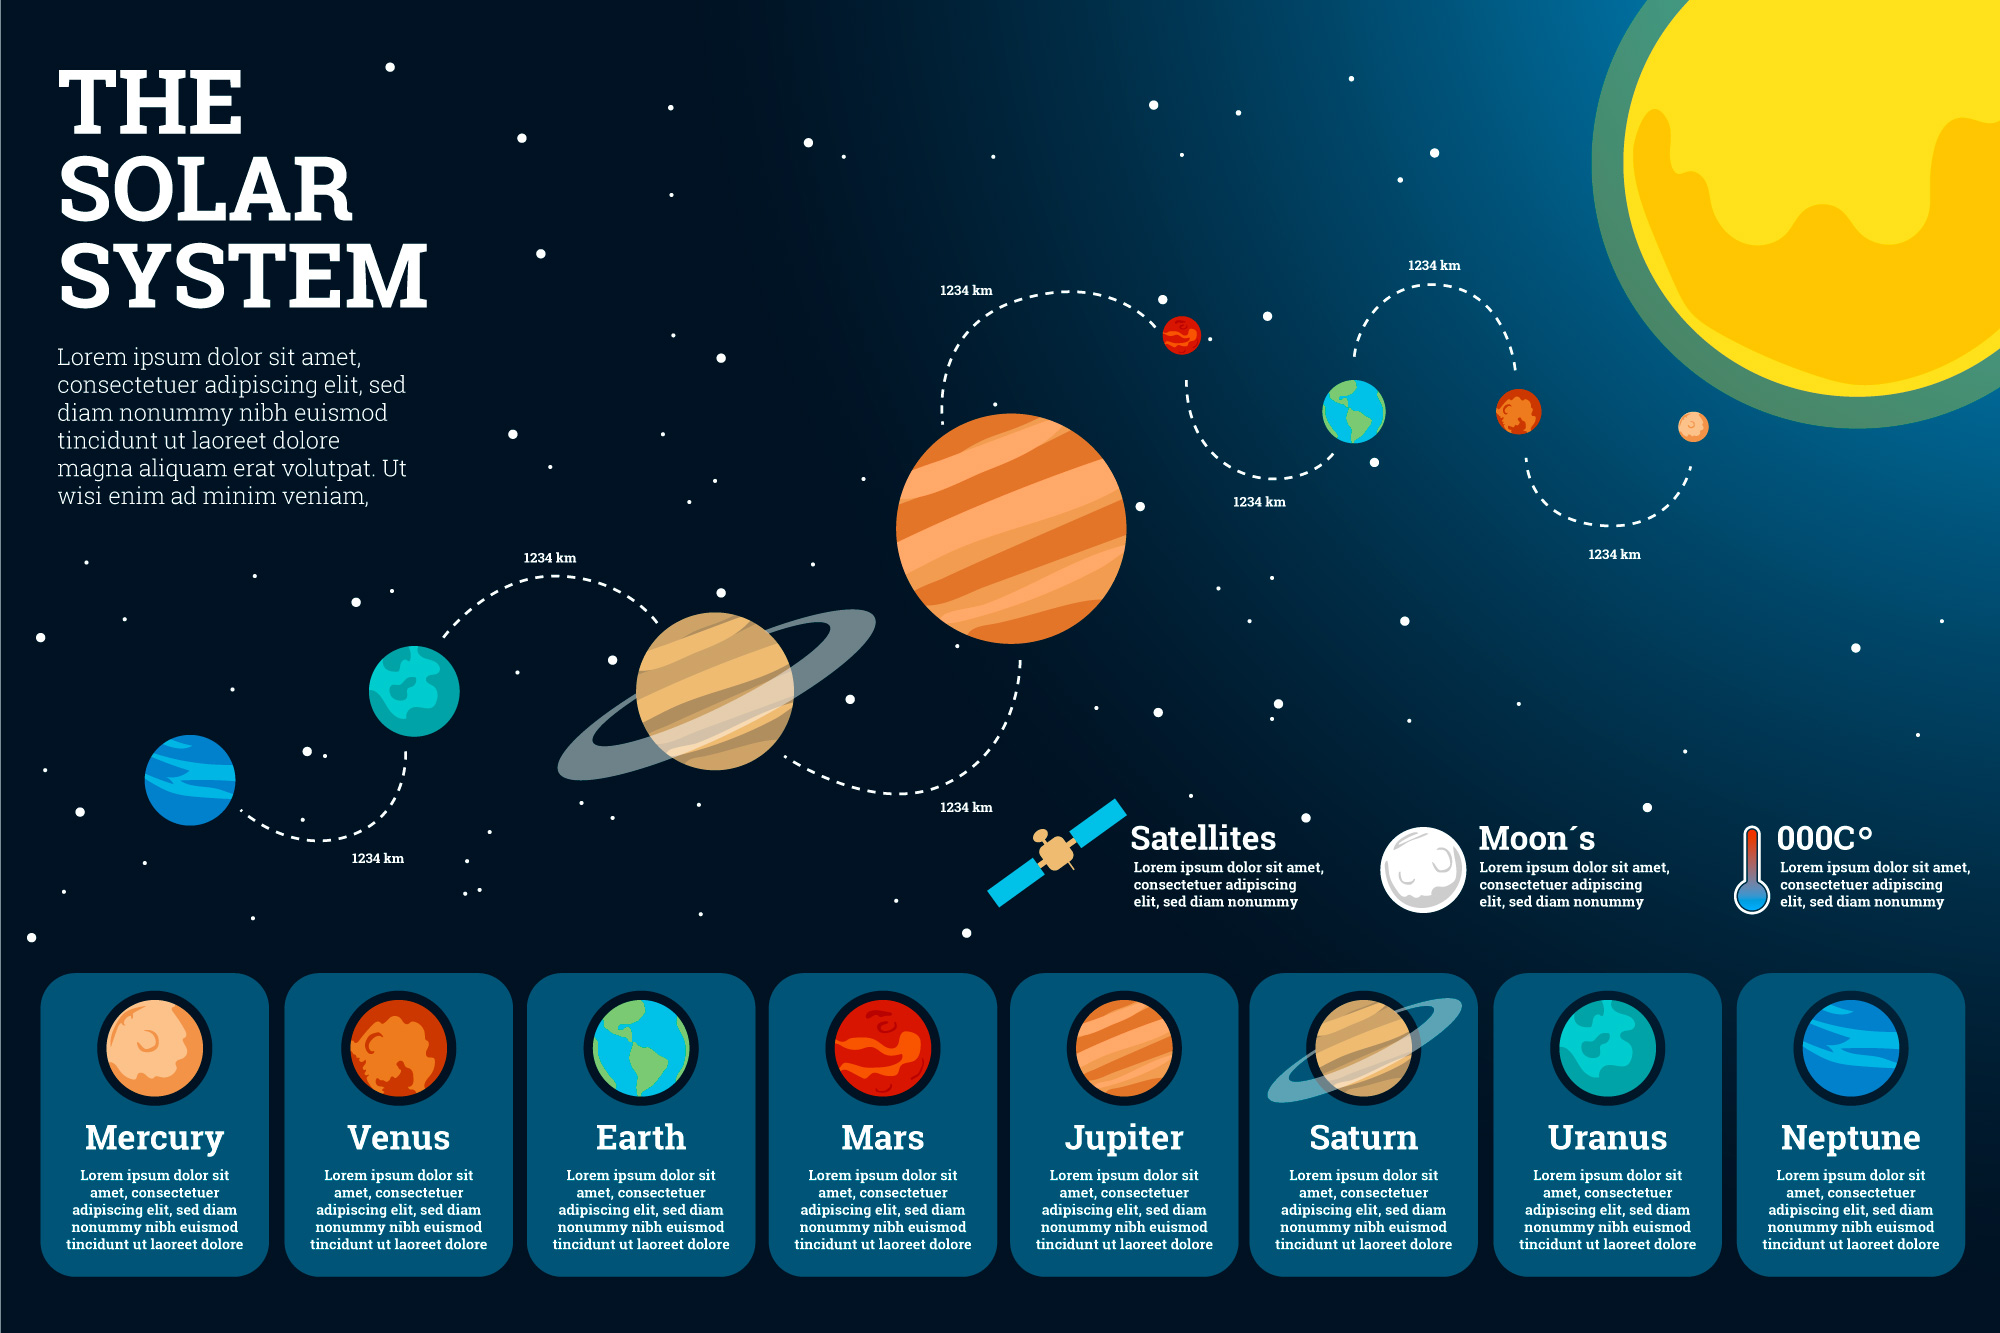 THE
SOLAR
SYSTEM
Lorem ipsum dolor sit amet,
consectetuer adipiscing elit, sed
diam nonummy nibh euismod
tincidunt ut laoreet dolore
magna aliquam erat volutpat. Ut
wisi enim ad minim veniam,
1234 km
1234 km
1234 km
1234 km
1234 km
1234 km
1234 km
1234 km
Satellites
Lorem ipsum dolor sit amet,
consectetuer adipiscing
elit, sed diam nonummy
Moon´s
Lorem ipsum dolor sit amet,
consectetuer adipiscing
elit, sed diam nonummy
000C°
Lorem ipsum dolor sit amet,
consectetuer adipiscing
elit, sed diam nonummy
Mercury
Lorem ipsum dolor sit
amet, consectetuer
adipiscing elit, sed diam
nonummy nibh euismod
tincidunt ut laoreet dolore
Venus
Lorem ipsum dolor sit
amet, consectetuer
adipiscing elit, sed diam
nonummy nibh euismod
tincidunt ut laoreet dolore
Earth
Lorem ipsum dolor sit
amet, consectetuer
adipiscing elit, sed diam
nonummy nibh euismod
tincidunt ut laoreet dolore
Mars
Lorem ipsum dolor sit
amet, consectetuer
adipiscing elit, sed diam
nonummy nibh euismod
tincidunt ut laoreet dolore
Jupiter
Lorem ipsum dolor sit
amet, consectetuer
adipiscing elit, sed diam
nonummy nibh euismod
tincidunt ut laoreet dolore
Saturn
Lorem ipsum dolor sit
amet, consectetuer
adipiscing elit, sed diam
nonummy nibh euismod
tincidunt ut laoreet dolore
Uranus
Lorem ipsum dolor sit
amet, consectetuer
adipiscing elit, sed diam
nonummy nibh euismod
tincidunt ut laoreet dolore
Neptune
Lorem ipsum dolor sit
amet, consectetuer
adipiscing elit, sed diam
nonummy nibh euismod
tincidunt ut laoreet dolore